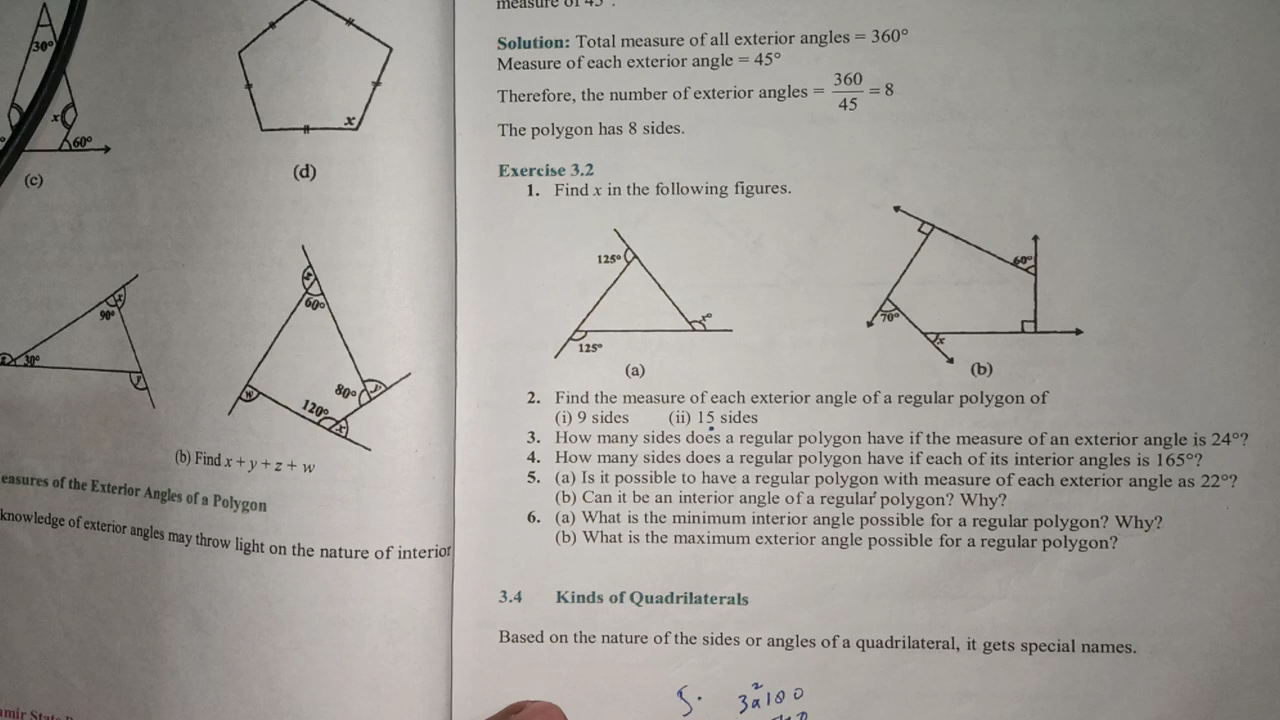 30°
x
60°
(c)
x
(d)
90°
x
30°
y
60°
80°
y
120°
x
w
(b) Find x + y + z + w
easures of the Exterior Angles of a Polygon
knowledge of exterior angles may throw light on the nature of interior
measure of 45°.
Solution: Total measure of all exterior angles = 360°
Measure of each exterior angle = 45°
Therefore, the number of exterior angles = 360/45 = 8
The polygon has 8 sides.
Exercise 3.2
1. Find x in the following figures.
125°
125°
x°
(a)
60°
70°
x
(b)
2. Find the measure of each exterior angle of a regular polygon of
(i) 9 sides (ii) 15 sides
3. How many sides does a regular polygon have if the measure of an exterior angle is 24°?
4. How many sides does a regular polygon have if each of its interior angles is 165°?
5. (a) Is it possible to have a regular polygon with measure of each exterior angle as 22°?
(b) Can it be an interior angle of a regular polygon? Why?
6. (a) What is the minimum interior angle possible for a regular polygon? Why?
(b) What is the maximum exterior angle possible for a regular polygon?
3.4 Kinds of Quadrilaterals
Based on the nature of the sides or angles of a quadrilateral, it gets special names.